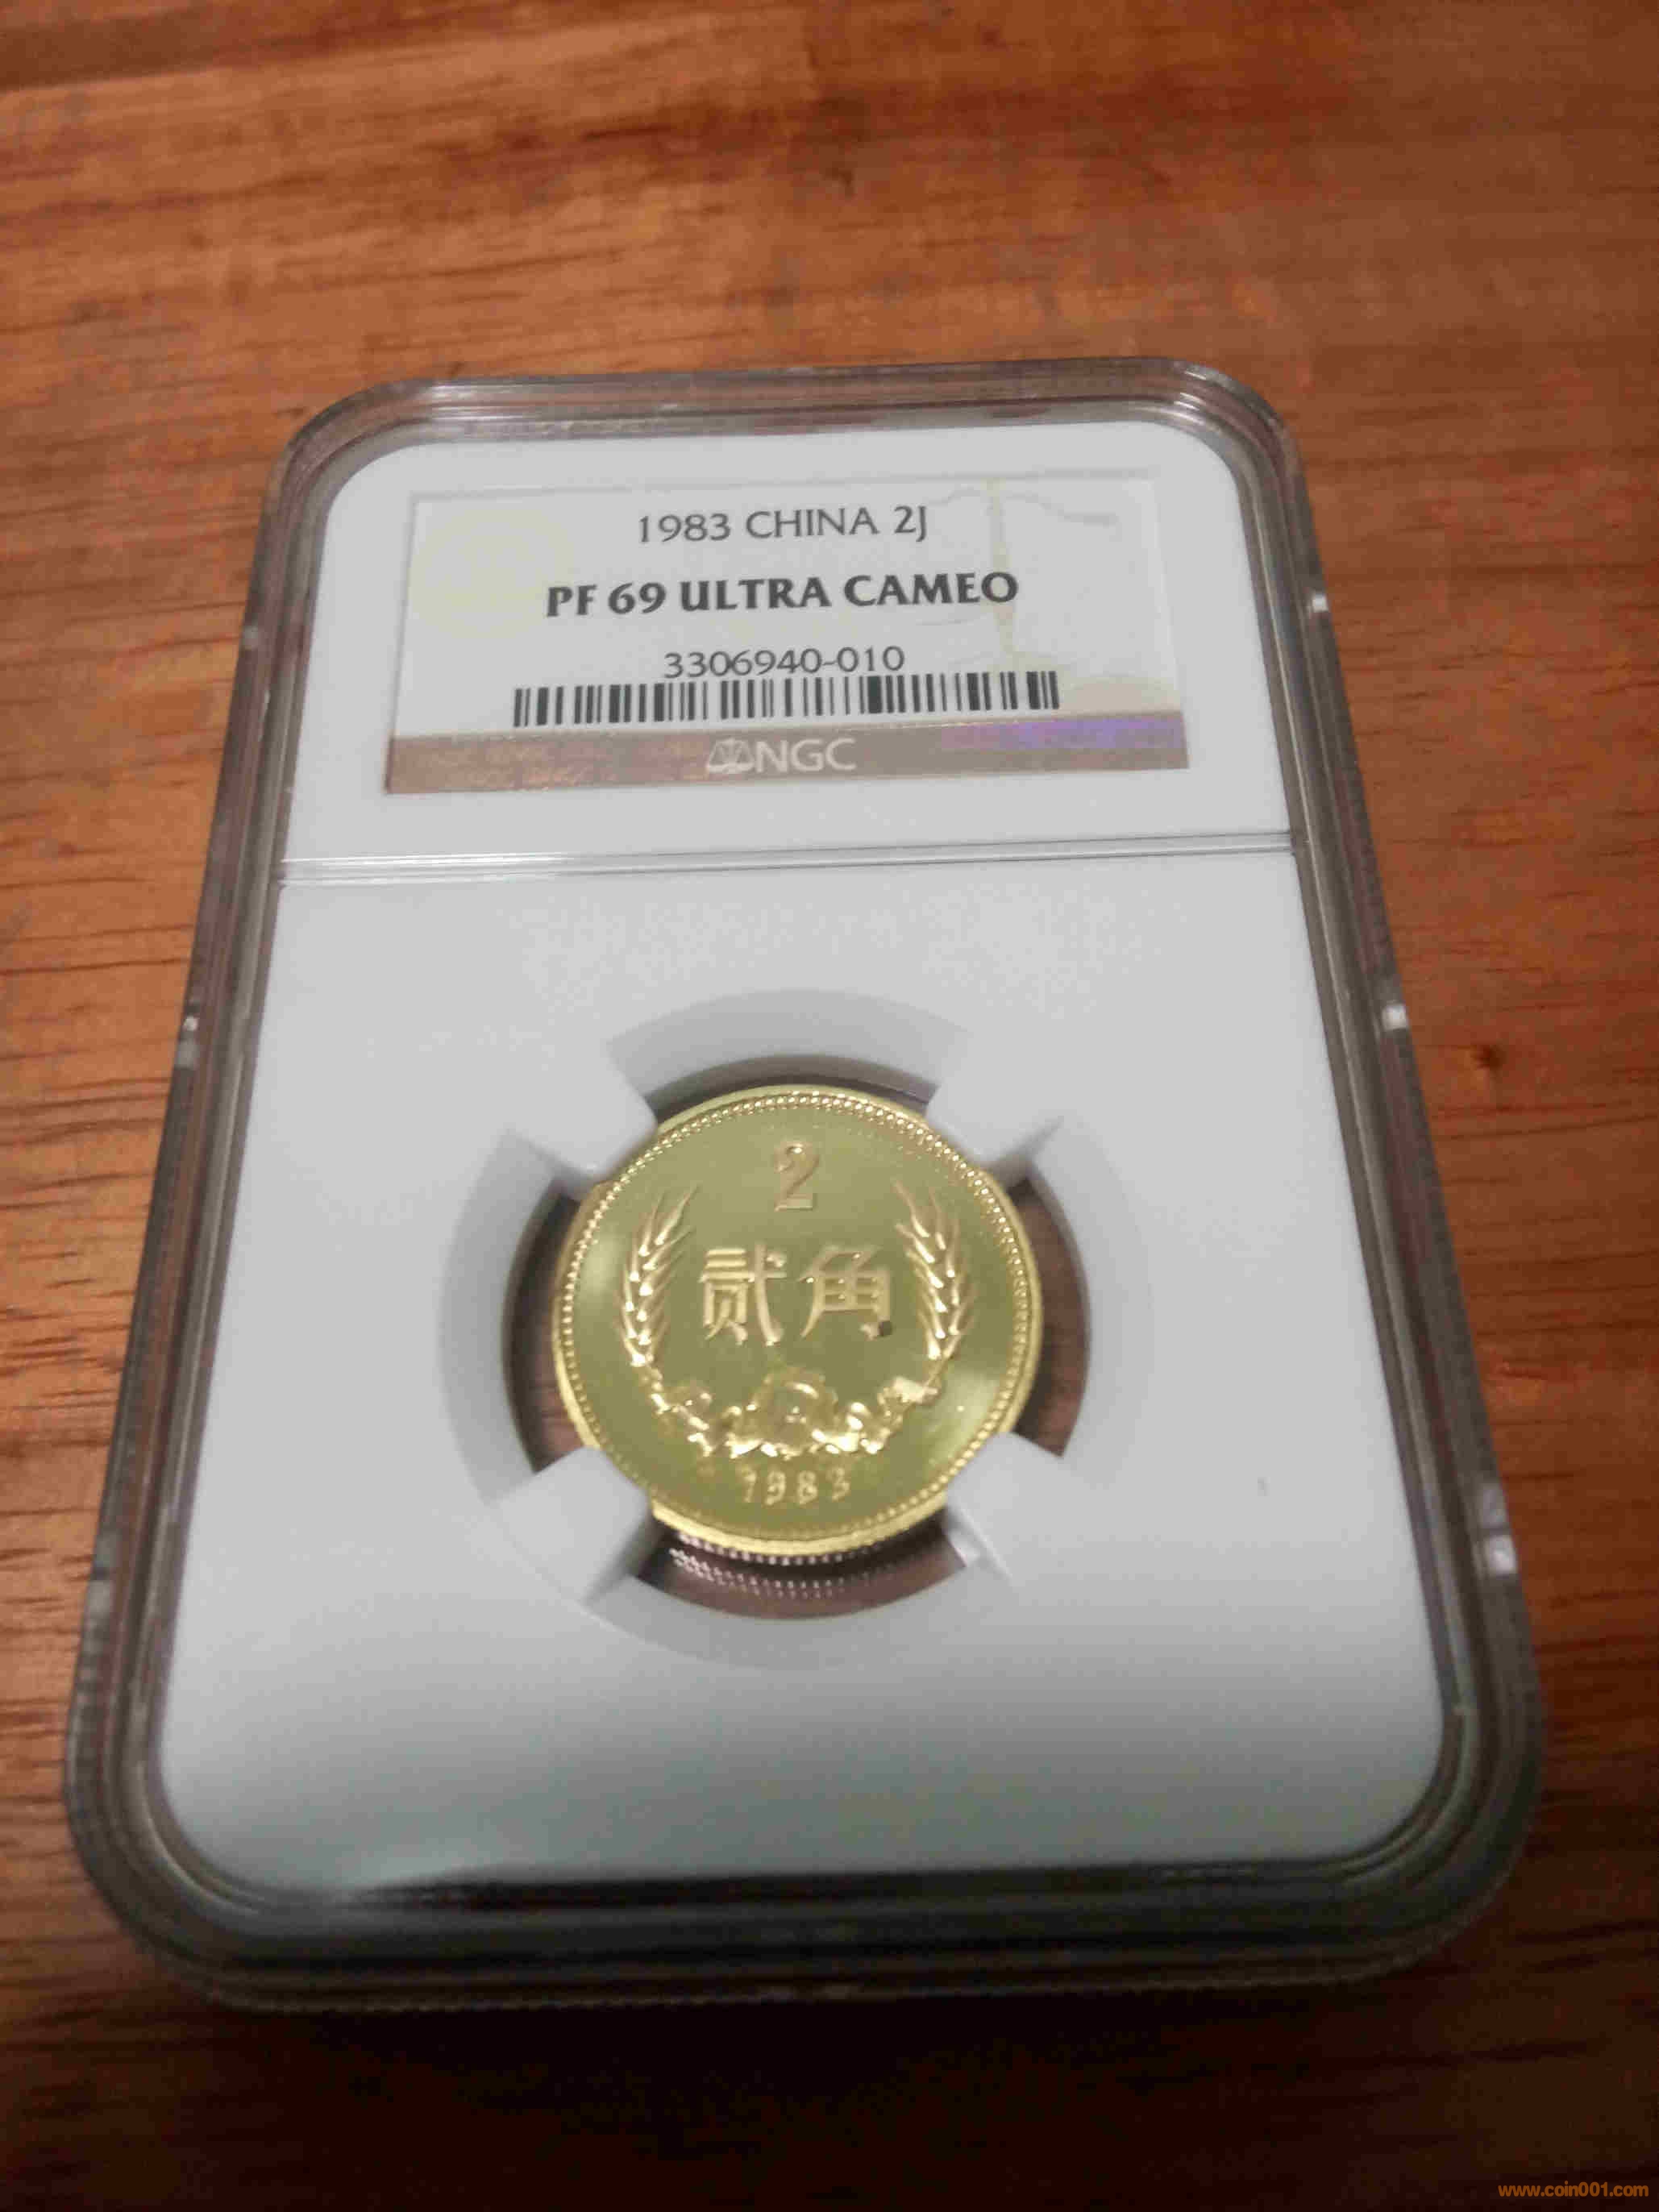 1983 CHINA 2J
PF 69 ULTRA CAMEO
3306940-010
NGC
2
贰角
1983
www.coin001.com